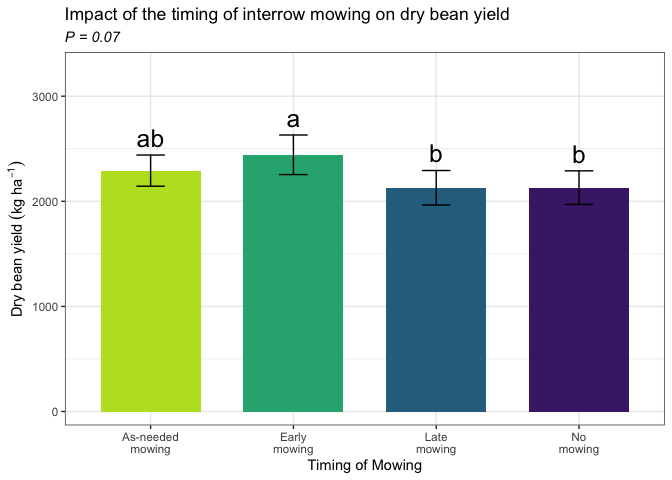 Impact of the timing of interrow mowing on dry bean yield
P = 0.07
Dry bean yield (kg ha⁻¹)
3000
2000
1000
0
ab
a
b
b
As-needed
mowing
Early
mowing
Late
mowing
No
mowing
Timing of Mowing